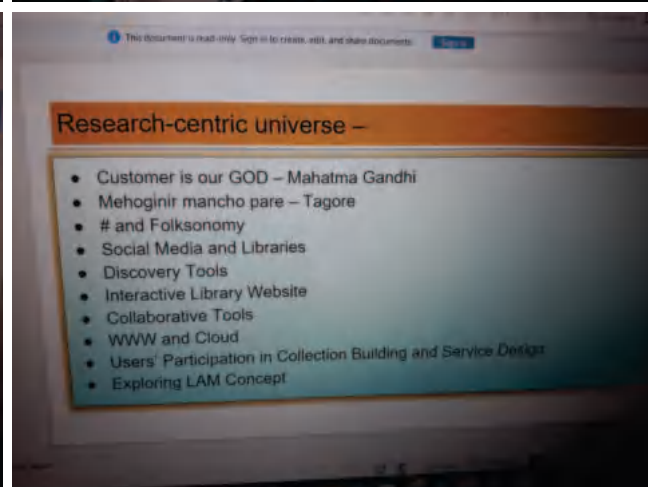 This document is read-only. Sign in to create, edit, and share documents. Sign in
Research-centric universe –
• Customer is our GOD – Mahatma Gandhi
• Mehoginir mancho pare – Tagore
• # and Folksonomy
• Social Media and Libraries
• Discovery Tools
• Interactive Library Website
• Collaborative Tools
• WWW and Cloud
• Users' Participation in Collection Building and Service Design
• Exploring LAM Concept